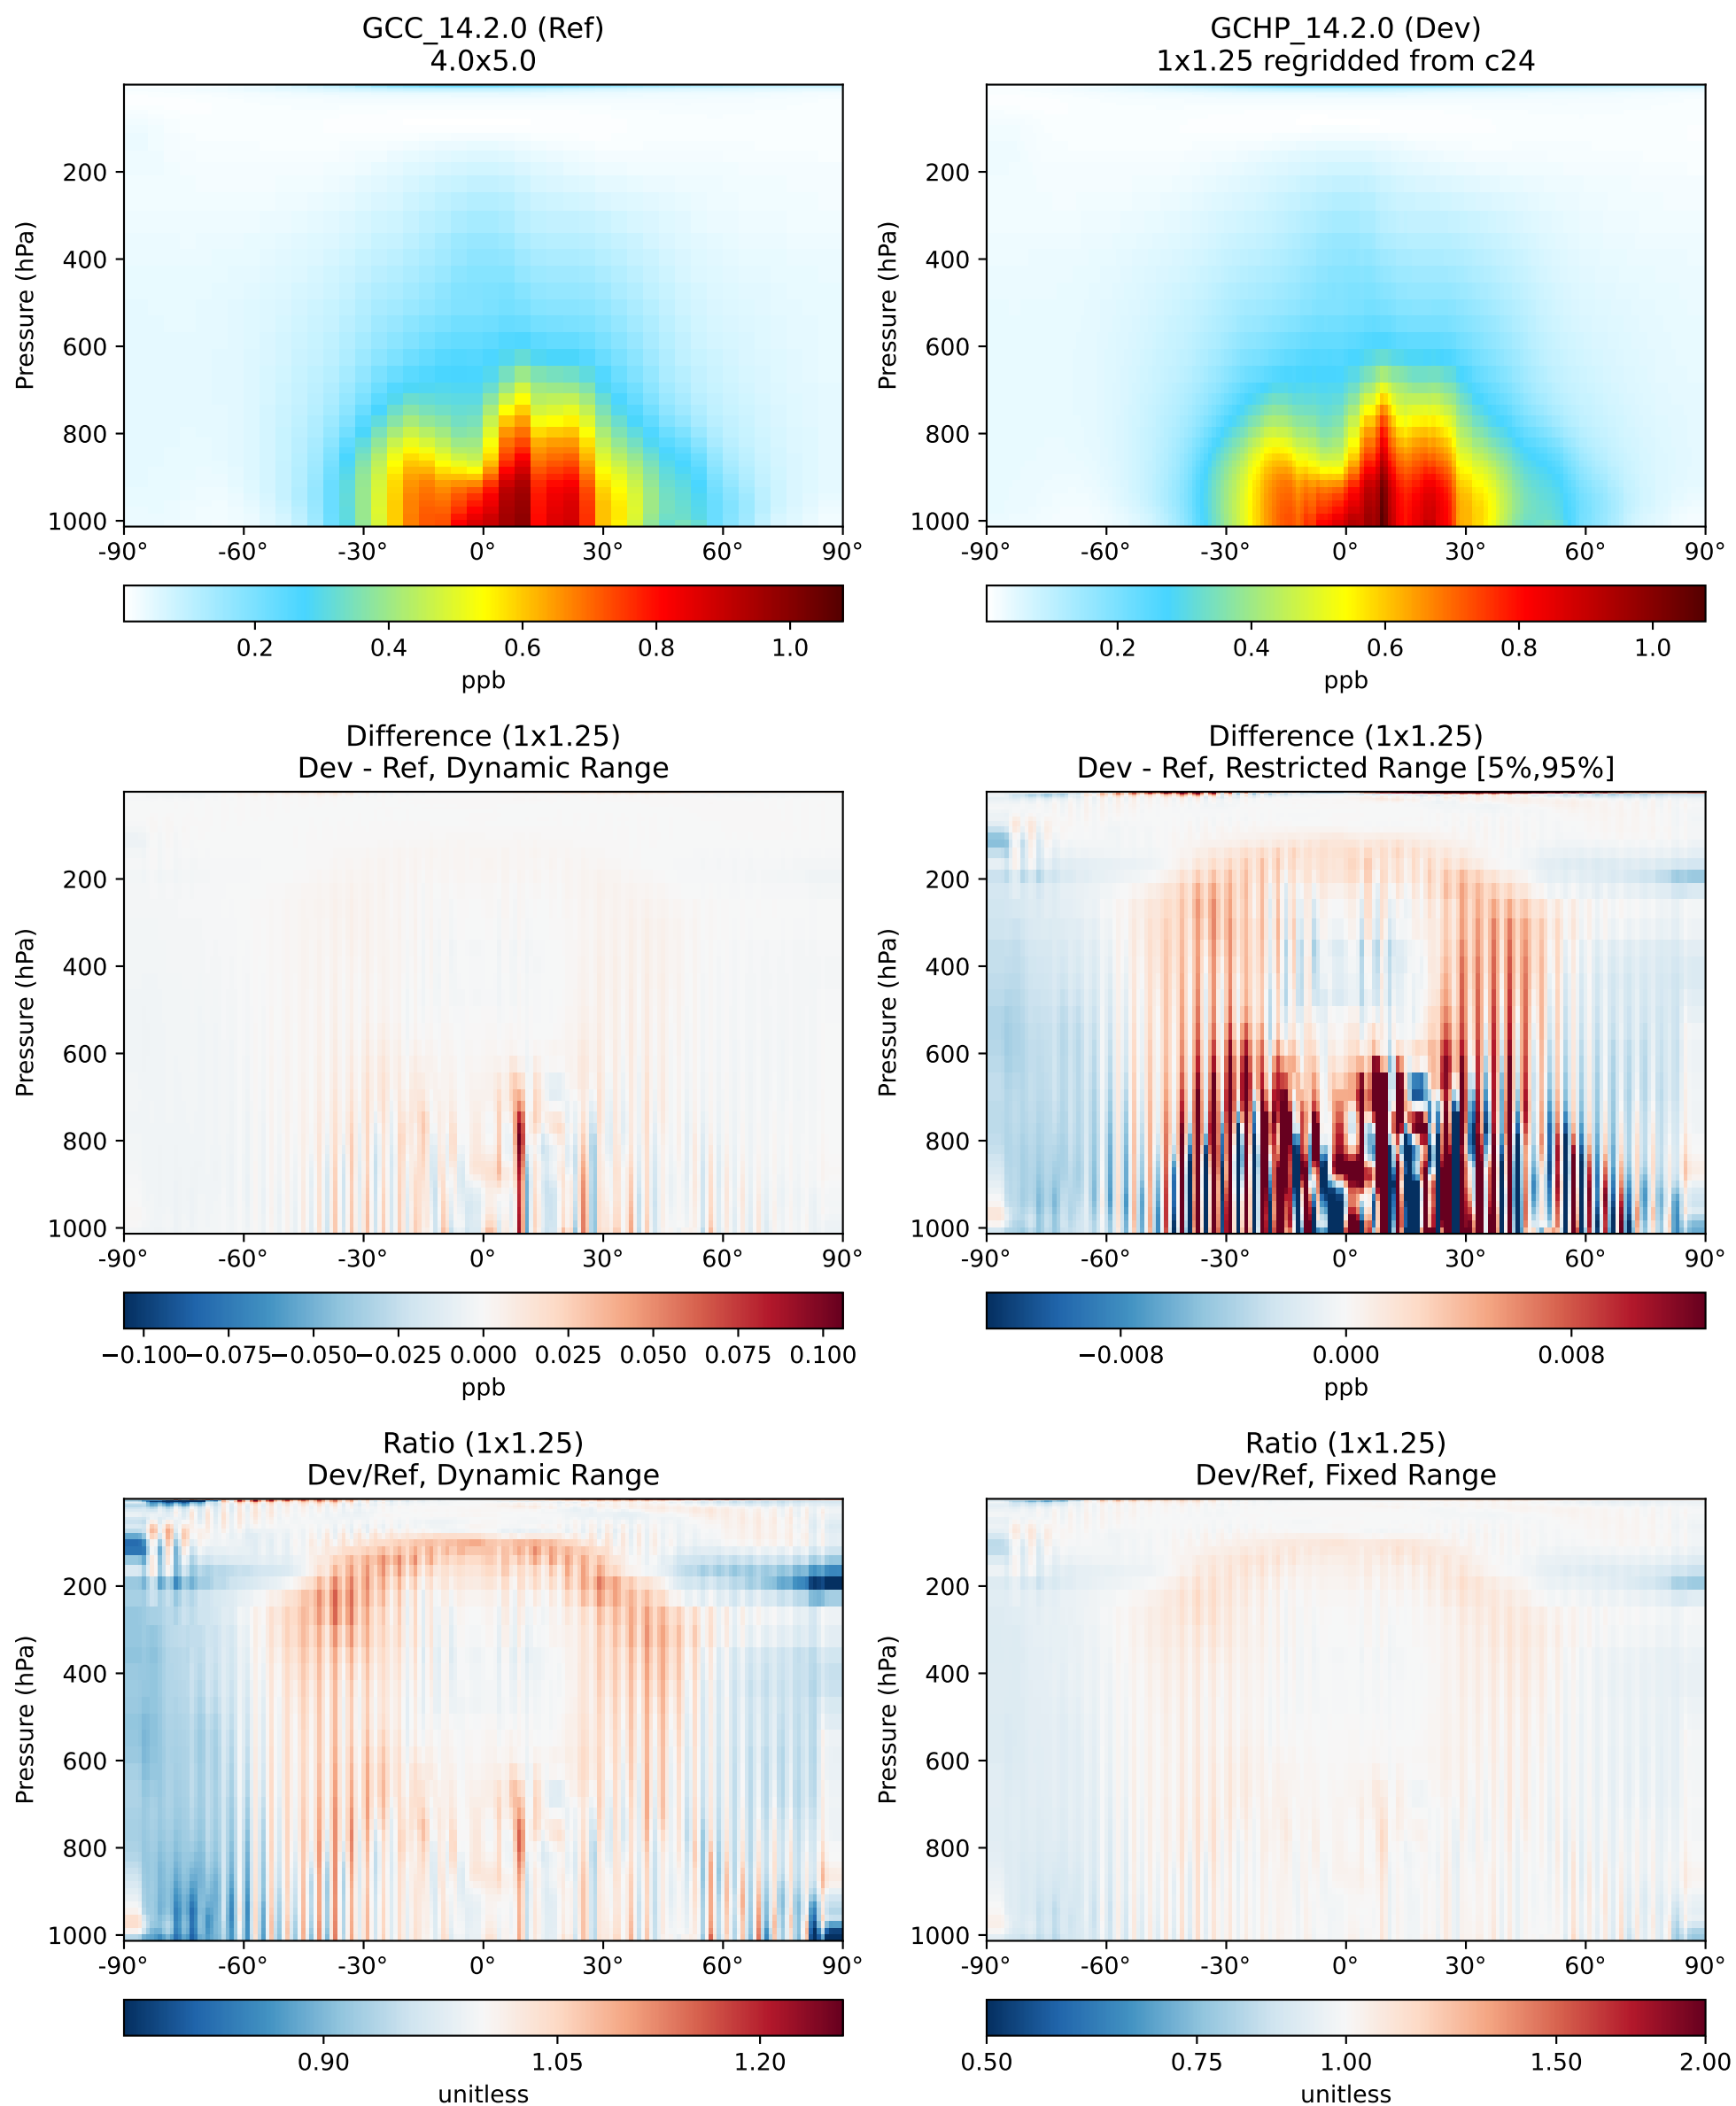 GCC_14.2.0 (Ref)
4.0x5.0
Pressure (hPa)
200
400
600
800
1000
-90° -60° -30° 0° 30° 60° 90°
0.2 0.4 0.6 0.8 1.0
ppb
GCHP_14.2.0 (Dev)
1x1.25 regridded from c24
Pressure (hPa)
200
400
600
800
1000
-90° -60° -30° 0° 30° 60° 90°
0.2 0.4 0.6 0.8 1.0
ppb
Difference (1x1.25)
Dev - Ref, Dynamic Range
Pressure (hPa)
200
400
600
800
1000
-90° -60° -30° 0° 30° 60° 90°
−0.100 −0.075 −0.050 −0.025 0.000 0.025 0.050 0.075 0.100
ppb
Difference (1x1.25)
Dev - Ref, Restricted Range [5%,95%]
Pressure (hPa)
200
400
600
800
1000
-90° -60° -30° 0° 30° 60° 90°
−0.008 0.000 0.008
ppb
Ratio (1x1.25)
Dev/Ref, Dynamic Range
Pressure (hPa)
200
400
600
800
1000
-90° -60° -30° 0° 30° 60° 90°
0.90 1.05 1.20
unitless
Ratio (1x1.25)
Dev/Ref, Fixed Range
Pressure (hPa)
200
400
600
800
1000
-90° -60° -30° 0° 30° 60° 90°
0.50 0.75 1.00 1.50 2.00
unitless